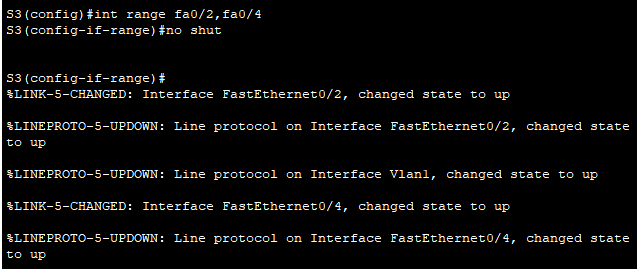 S3(config)#int range fa0/2,fa0/4
S3(config-if-range)#no shut
S3(config-if-range)#
%LINK-5-CHANGED: Interface FastEthernet0/2, changed state to up
%LINEPROTO-5-UPDOWN: Line protocol on Interface FastEthernet0/2, changed state
to up
%LINEPROTO-5-UPDOWN: Line protocol on Interface Vlan1, changed state to up
%LINK-5-CHANGED: Interface FastEthernet0/4, changed state to up
%LINEPROTO-5-UPDOWN: Line protocol on Interface FastEthernet0/4, changed state
to up